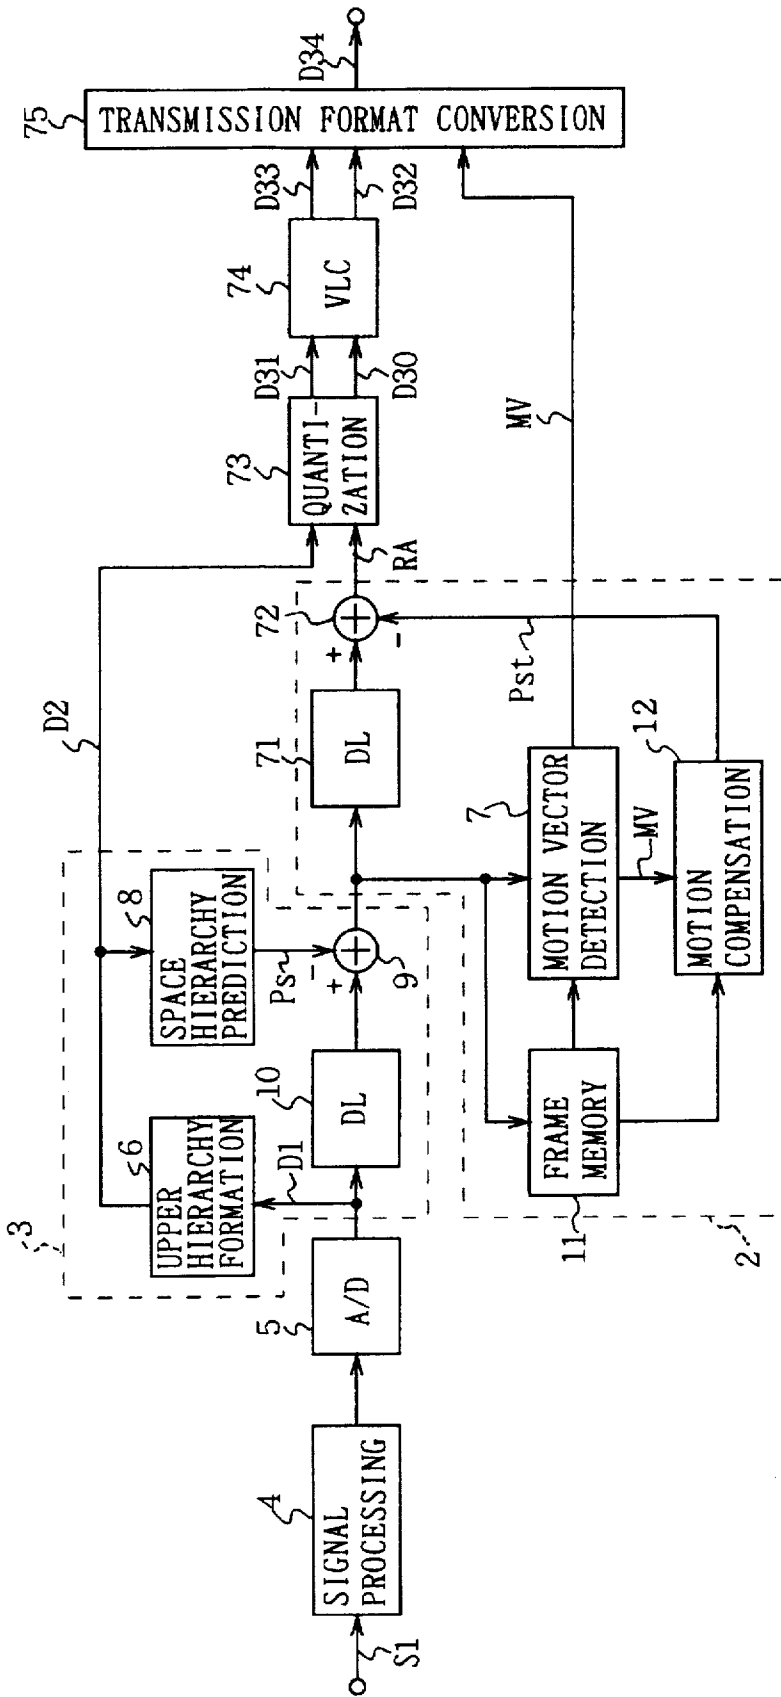 S1
4
SIGNAL
PROCESSING
5
A/D
3
6
UPPER
HIERARCHY
FORMATION
D1
10
DL
8
SPACE
HIERARCHY
PREDICTION
Ps
-
+
9
D2
71
DL
+
-
72
RA
Pst
73
QUANTI-
ZATION
D31
D30
74
VLC
D33
D32
75
TRANSMISSION FORMAT CONVERSION
D34
2
11
FRAME
MEMORY
7
MOTION VECTOR
DETECTION
MV
MV
12
MOTION
COMPENSATION